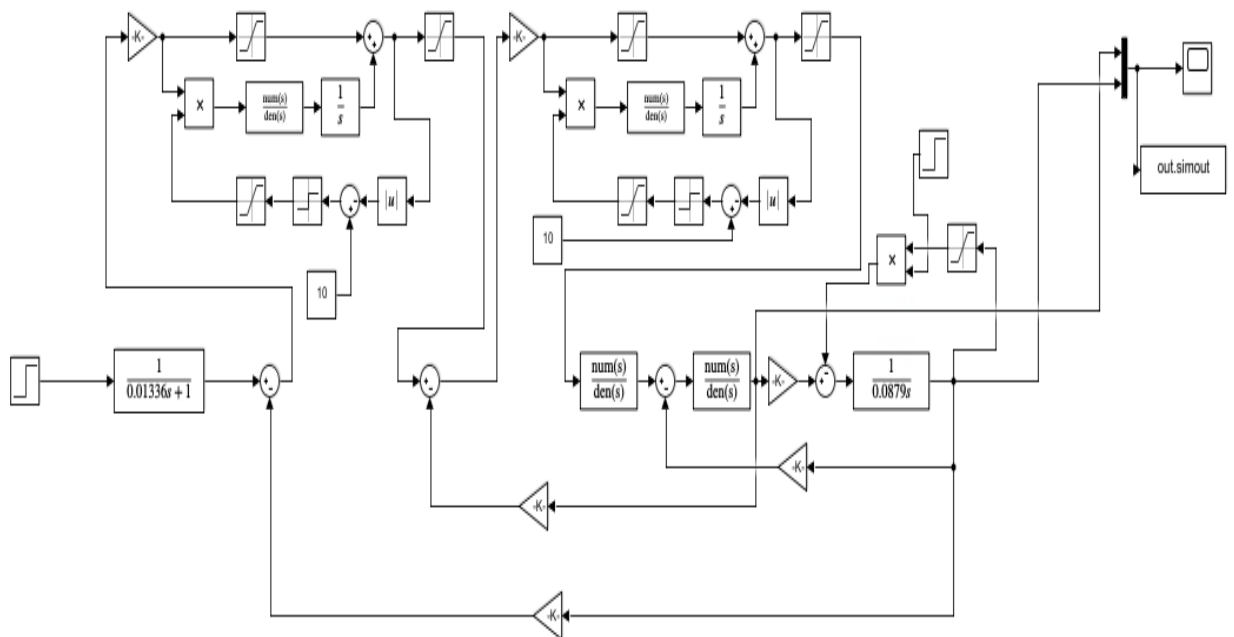 -K-
-K-
+
+
+
+
×
num(s)
den(s)
1
s
×
num(s)
den(s)
1
s
|u|
+
-
|u|
+
-
10
10
out.simout
×
1
0.01336s + 1
+
-
+
-
num(s)
den(s)
+
-
num(s)
den(s)
-K-
+
-
1
0.0879s
-K-
-K-
-K-